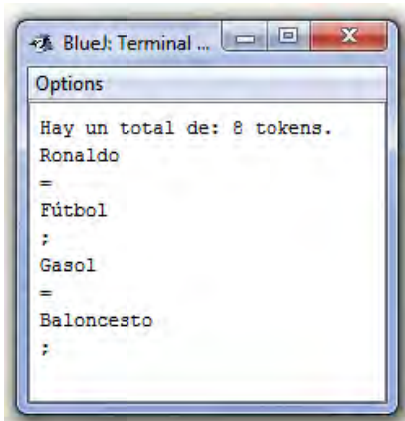 BlueJ: Terminal ...
Options
Hay un total de: 8 tokens.
Ronaldo
=
Fútbol
;
Gasol
=
Baloncesto
;